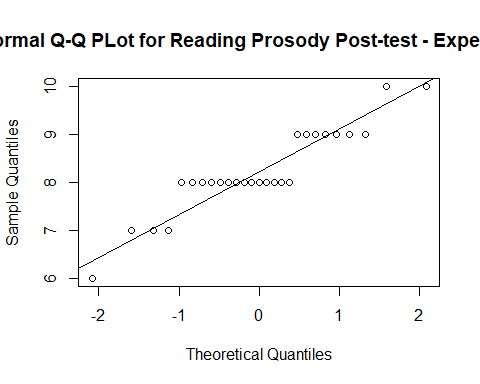 ormal Q-Q PLot for Reading Prosody Post-test - Expe
10
9
8
7
6
Sample Quantiles
-2 -1 0 1 2
Theoretical Quantiles